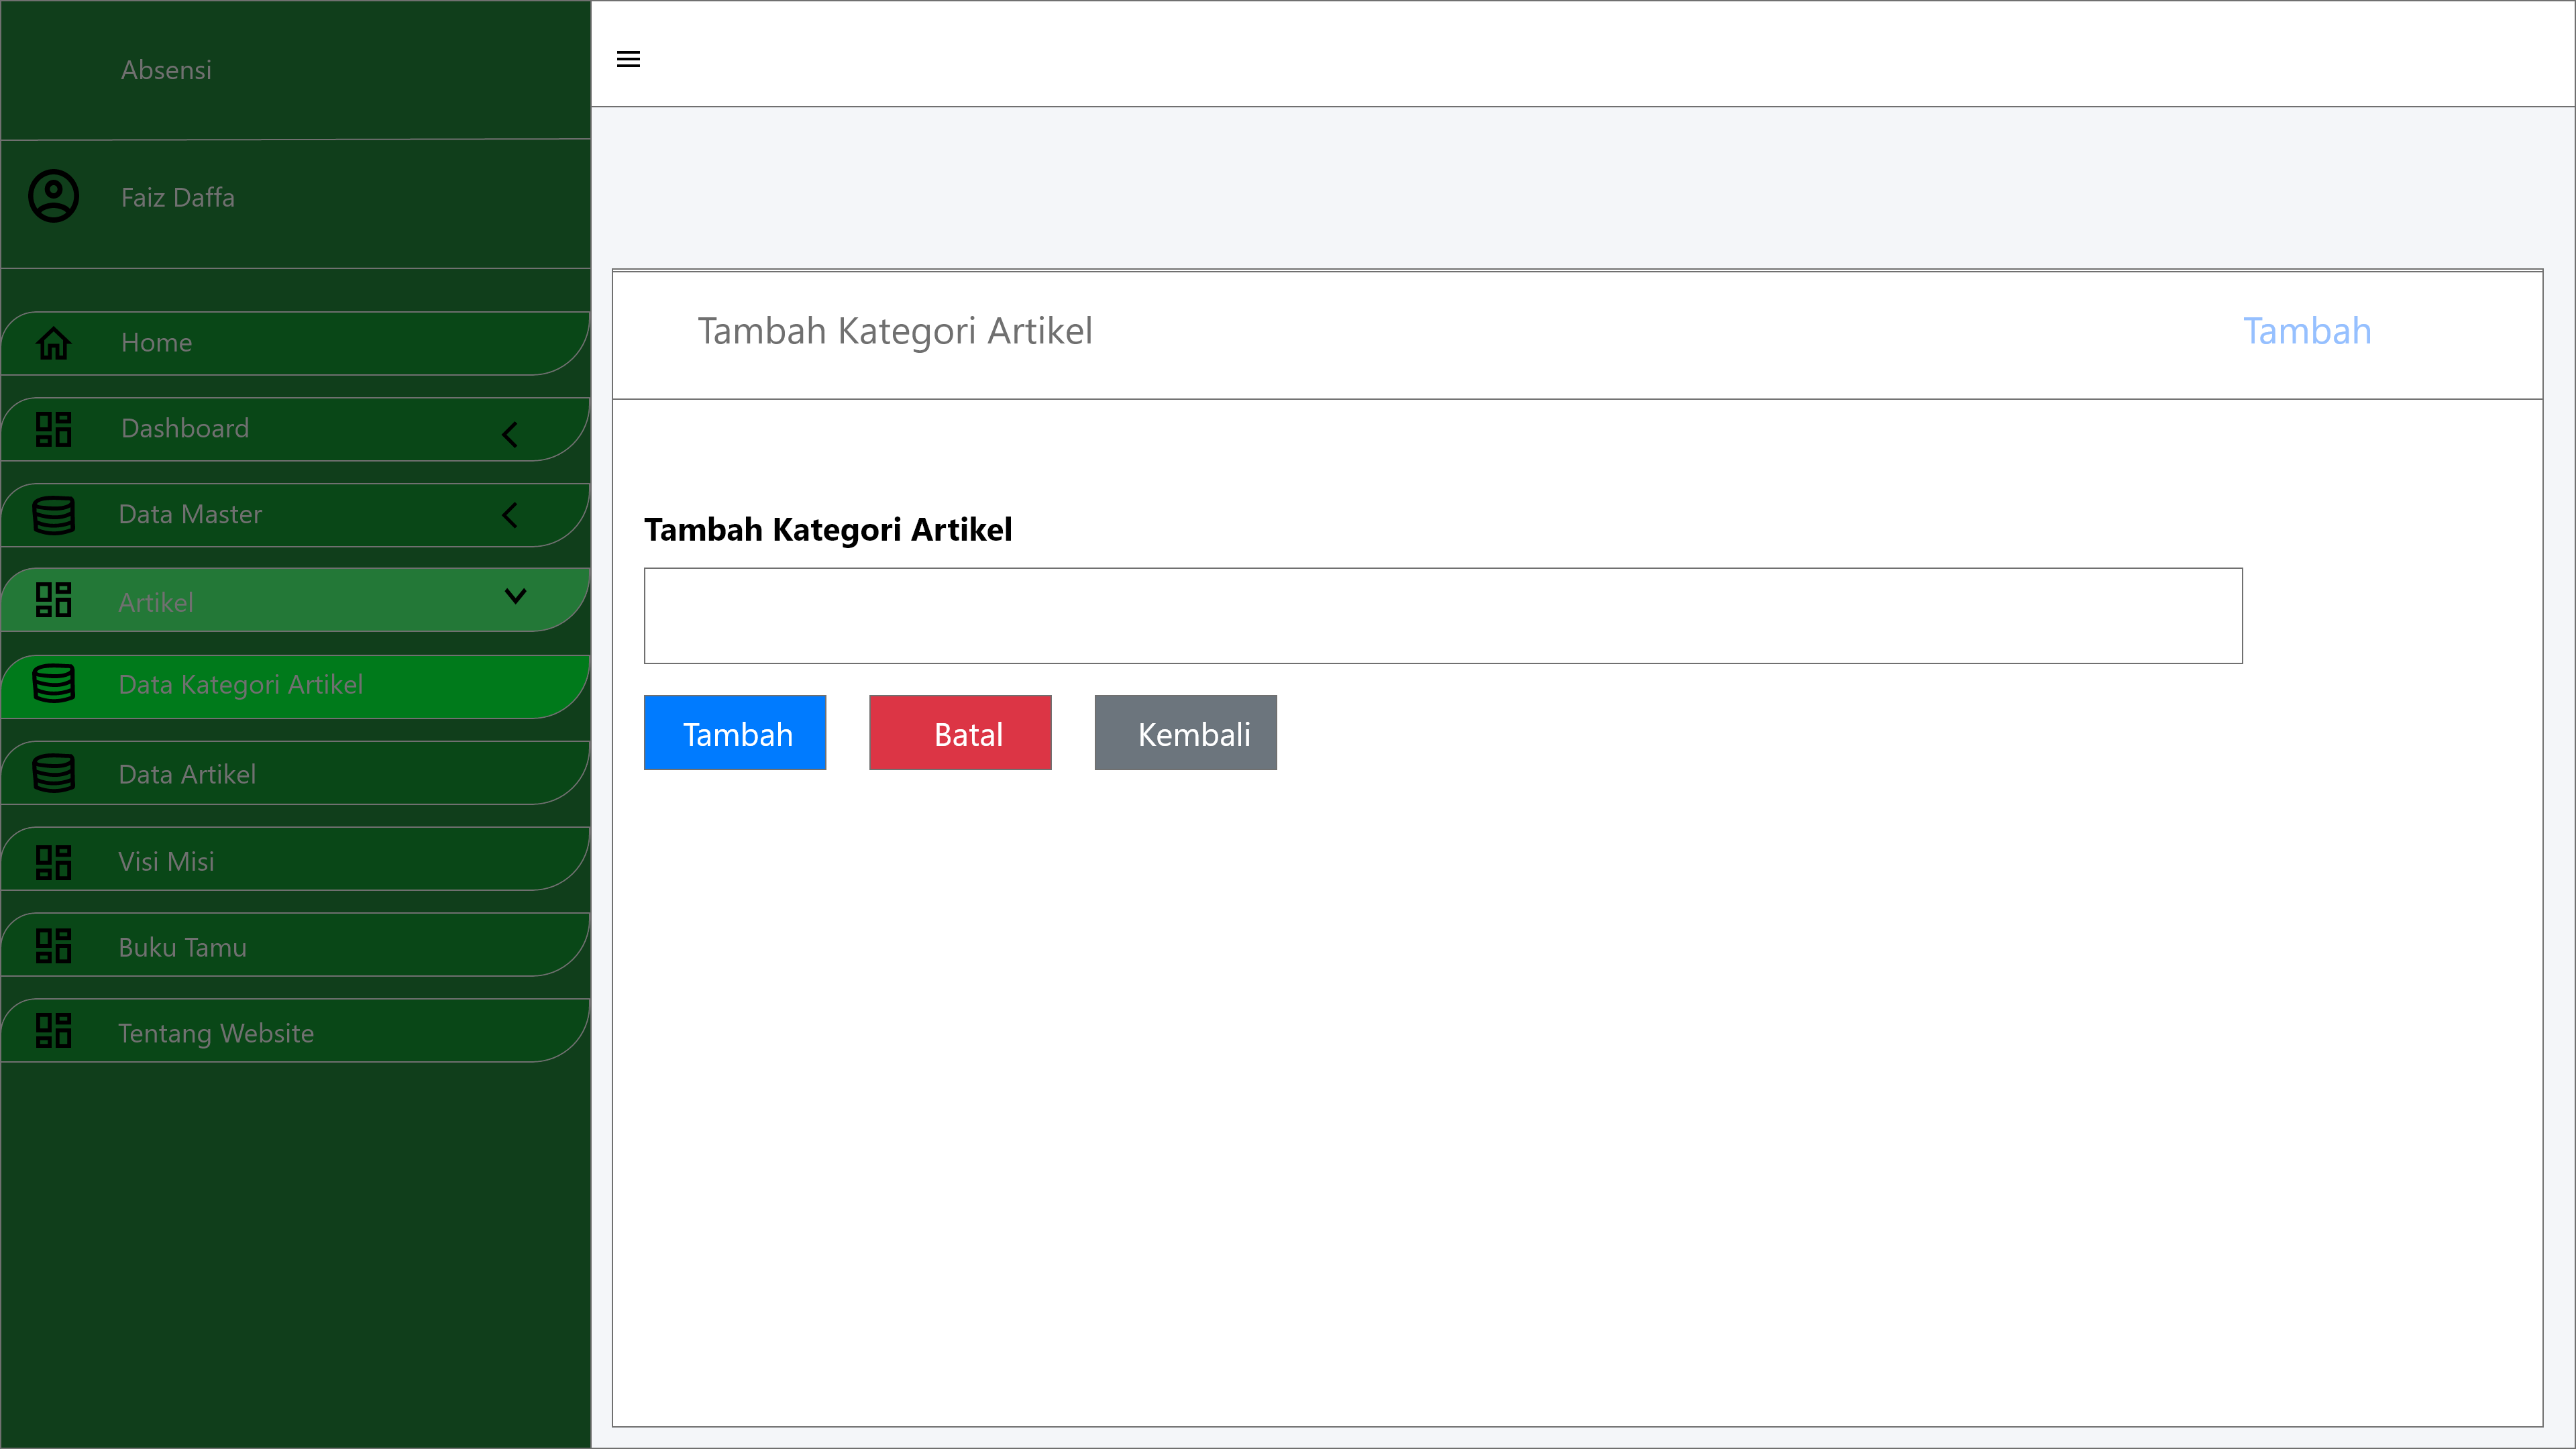 Absensi
Faiz Daffa
Home
Dashboard
Data Master
Artikel
Data Kategori Artikel
Data Artikel
Visi Misi
Buku Tamu
Tentang Website
Tambah Kategori Artikel
Tambah
Tambah Kategori Artikel
Tambah
Batal
Kembali